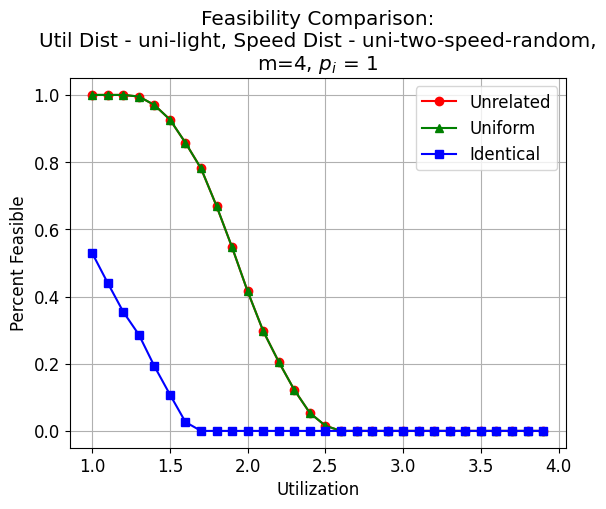 Feasibility Comparison:
Util Dist - uni-light, Speed Dist - uni-two-speed-random,
m=4, $p_i$ = 1
1.0
0.8
0.6
0.4
0.2
0.0
Percent Feasible
Unrelated
Uniform
Identical
1.0 1.5 2.0 2.5 3.0 3.5 4.0
Utilization